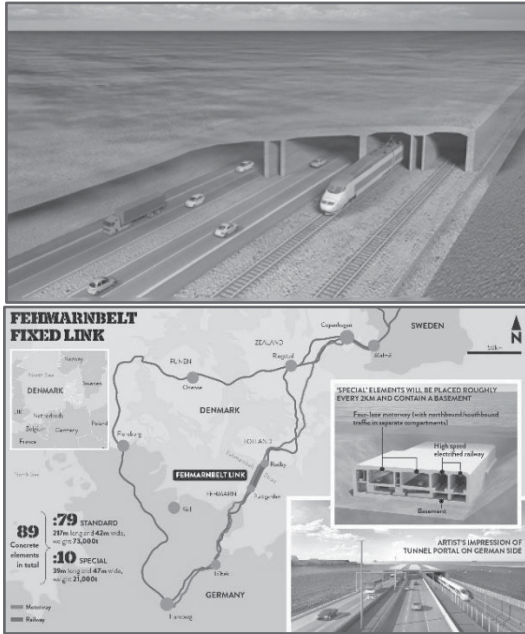 FEHMARNBELT
FIXED LINK
SWEDEN
Copenhagen
Malmö
ZEALAND
Ringsted
N
50km
FUNEN
Odense
Norway
North Sea
DENMARK
Sweden
UK
Netherlands
Belgium
Germany
Poland
France
DENMARK
'SPECIAL' ELEMENTS WILL BE PLACED ROUGHLY
EVERY 2KM AND CONTAIN A BASEMENT
Four-lane motorway (with northbound/southbound
traffic in separate compartments)
High speed
electrified railway
Basement
LOLLAND
Rødby
Flensburg
FEHMARNBELT LINK
FEHMARN
Puttgarden
Kiel
89
Concrete
elements
in total
:79 STANDARD
217m long and 42m wide,
weight 73,000t
:10 SPECIAL
39m long and 47m wide,
weight 21,000t
ARTIST'S IMPRESSION OF
TUNNEL PORTAL ON GERMAN SIDE
Lübeck
GERMANY
Hamburg
Motorway
Railway